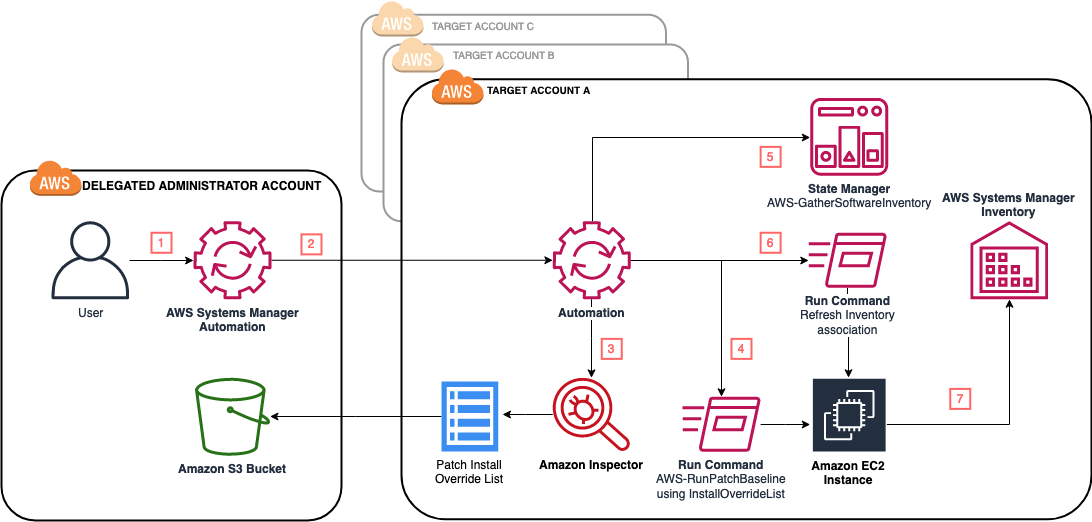 AWS
TARGET ACCOUNT C
AWS
TARGET ACCOUNT B
AWS
TARGET ACCOUNT A
AWS
DELEGATED ADMINISTRATOR ACCOUNT
1
User
AWS Systems Manager
Automation
2
Automation
5
State Manager
AWS-GatherSoftwareInventory
6
Run Command
Refresh Inventory
association
AWS Systems Manager
Inventory
3
4
7
Amazon S3 Bucket
Patch Install
Override List
Amazon Inspector
Run Command
AWS-RunPatchBaseline
using InstallOverrideList
Amazon EC2
Instance